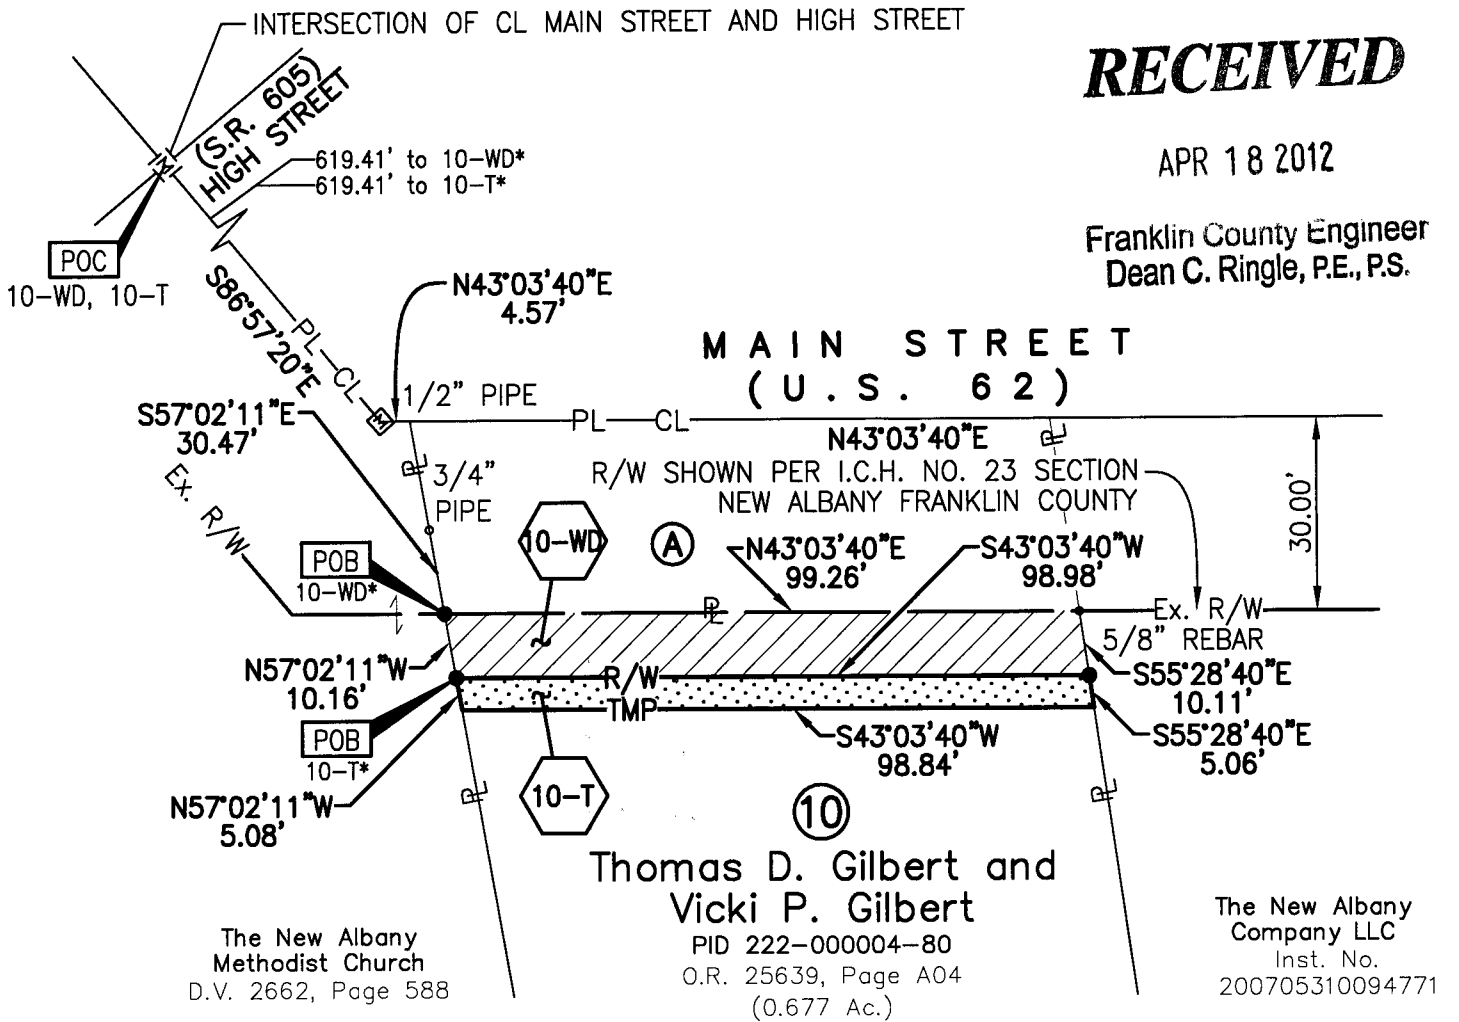 INTERSECTION OF CL MAIN STREET AND HIGH STREET
RECEIVED
APR 18 2012
Franklin County Engineer
Dean C. Ringle, P.E., P.S.
(S.R. 605)
HIGH STREET
619.41' to 10-WD*
619.41' to 10-T*
M
POC
10-WD, 10-T
S86°57'20"E
PL
CL
M
N43°03'40"E
4.57'
MAIN STREET
(U.S. 62)
1/2" PIPE
PL
CL
N43°03'40"E
PL
S57°02'11"E
30.47'
PL
3/4"
PIPE
R/W SHOWN PER I.C.H. NO. 23 SECTION
NEW ALBANY FRANKLIN COUNTY
30.00'
Ex. R/W
10-WD
A
N43°03'40"E
99.26'
S43°03'40"W
98.98'
POB
10-WD*
PL
Ex. R/W
5/8" REBAR
N57°02'11"W
10.16'
R/W
S55°28'40"E
10.11'
TMP
POB
10-T*
S43°03'40"W
98.84'
S55°28'40"E
5.06'
N57°02'11"W
5.08'
PL
10-T
10
PL
Thomas D. Gilbert and
Vicki P. Gilbert
PID 222-000004-80
O.R. 25639, Page A04
(0.677 Ac.)
The New Albany
Methodist Church
D.V. 2662, Page 588
The New Albany
Company LLC
Inst. No.
200705310094771